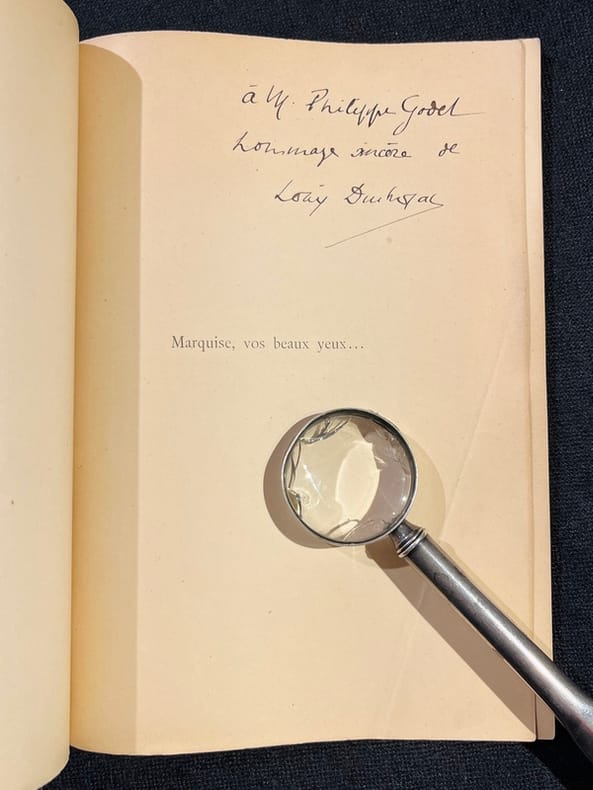 à M. Philippe Godet
hommage sincère de
Louis Duchosal
Marquise, vos beaux yeux...